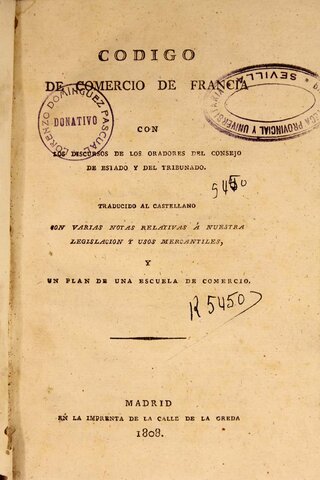 CODIGO
DE COMERCIO DE FRANCIA
LORENZO DOMINGUEZ PASCUAL
DONATIVO
PROVINCIAL Y UNIVERSITARIA
SEVILLA
CON
LOS DISCURSOS DE LOS ORADORES DEL CONSEJO
DE ESTADO Y DEL TRIBUNADO.
5450
TRADUCIDO AL CASTELLANO
CON VARIAS NOTAS RELATIVAS Á NUESTRA
LEGISLACION Y USOS MERCANTILES,
Y
UN PLAN DE UNA ESCUELA DE COMERCIO.
R 5450
MADRID
EN LA IMPRENTA DE LA CALLE DE LA GREDA
1808.